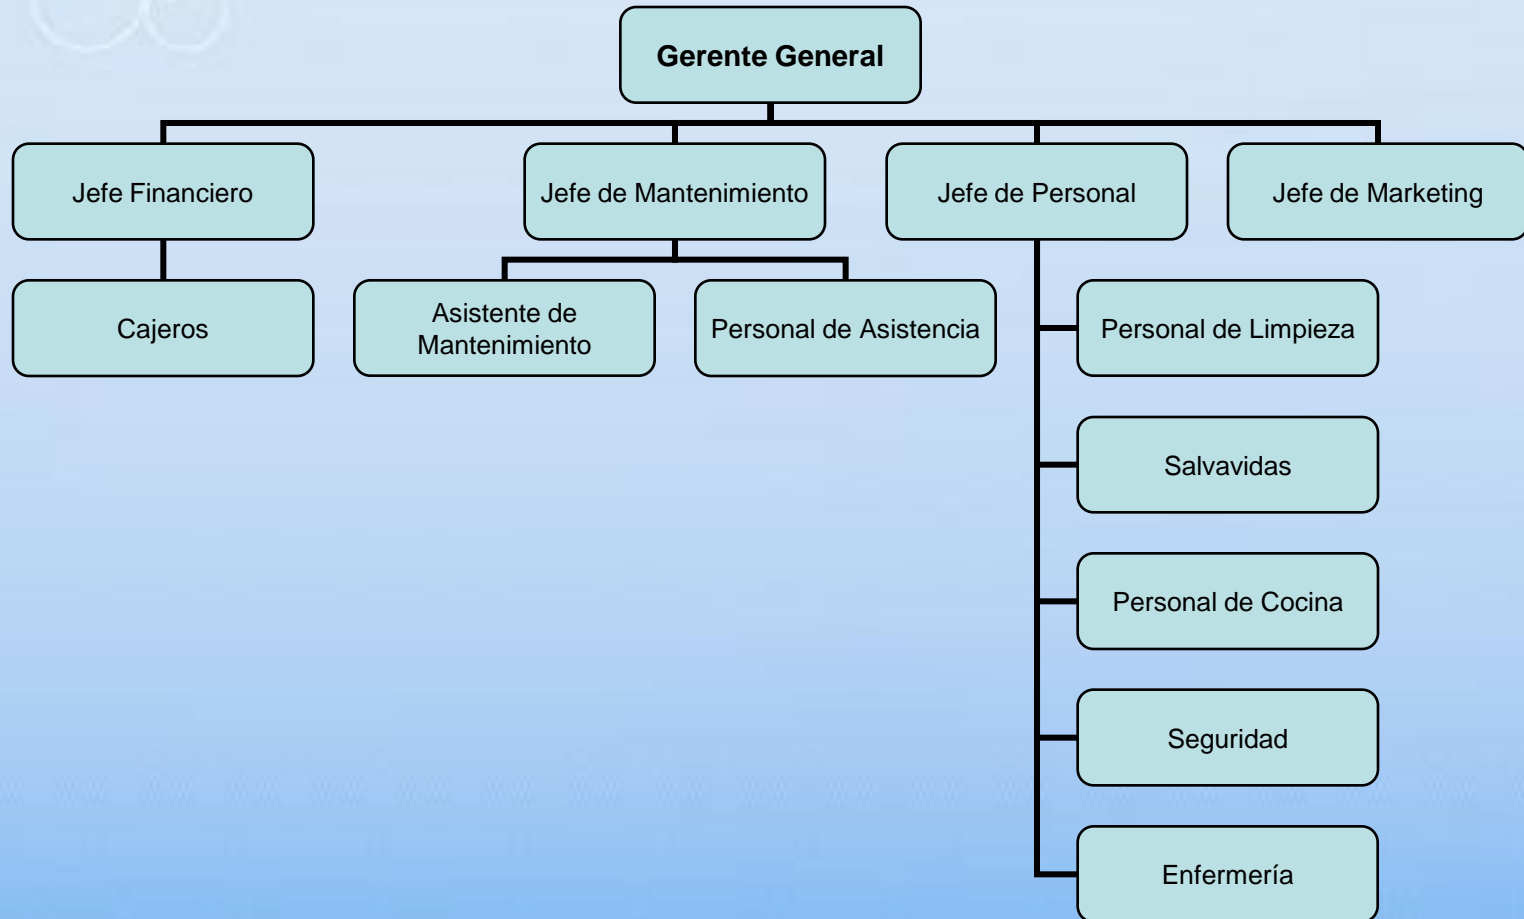 Gerente General
Jefe Financiero
Jefe de Mantenimiento
Jefe de Personal
Jefe de Marketing
Cajeros
Asistente de
Mantenimiento
Personal de Asistencia
Personal de Limpieza
Salvavidas
Personal de Cocina
Seguridad
Enfermería